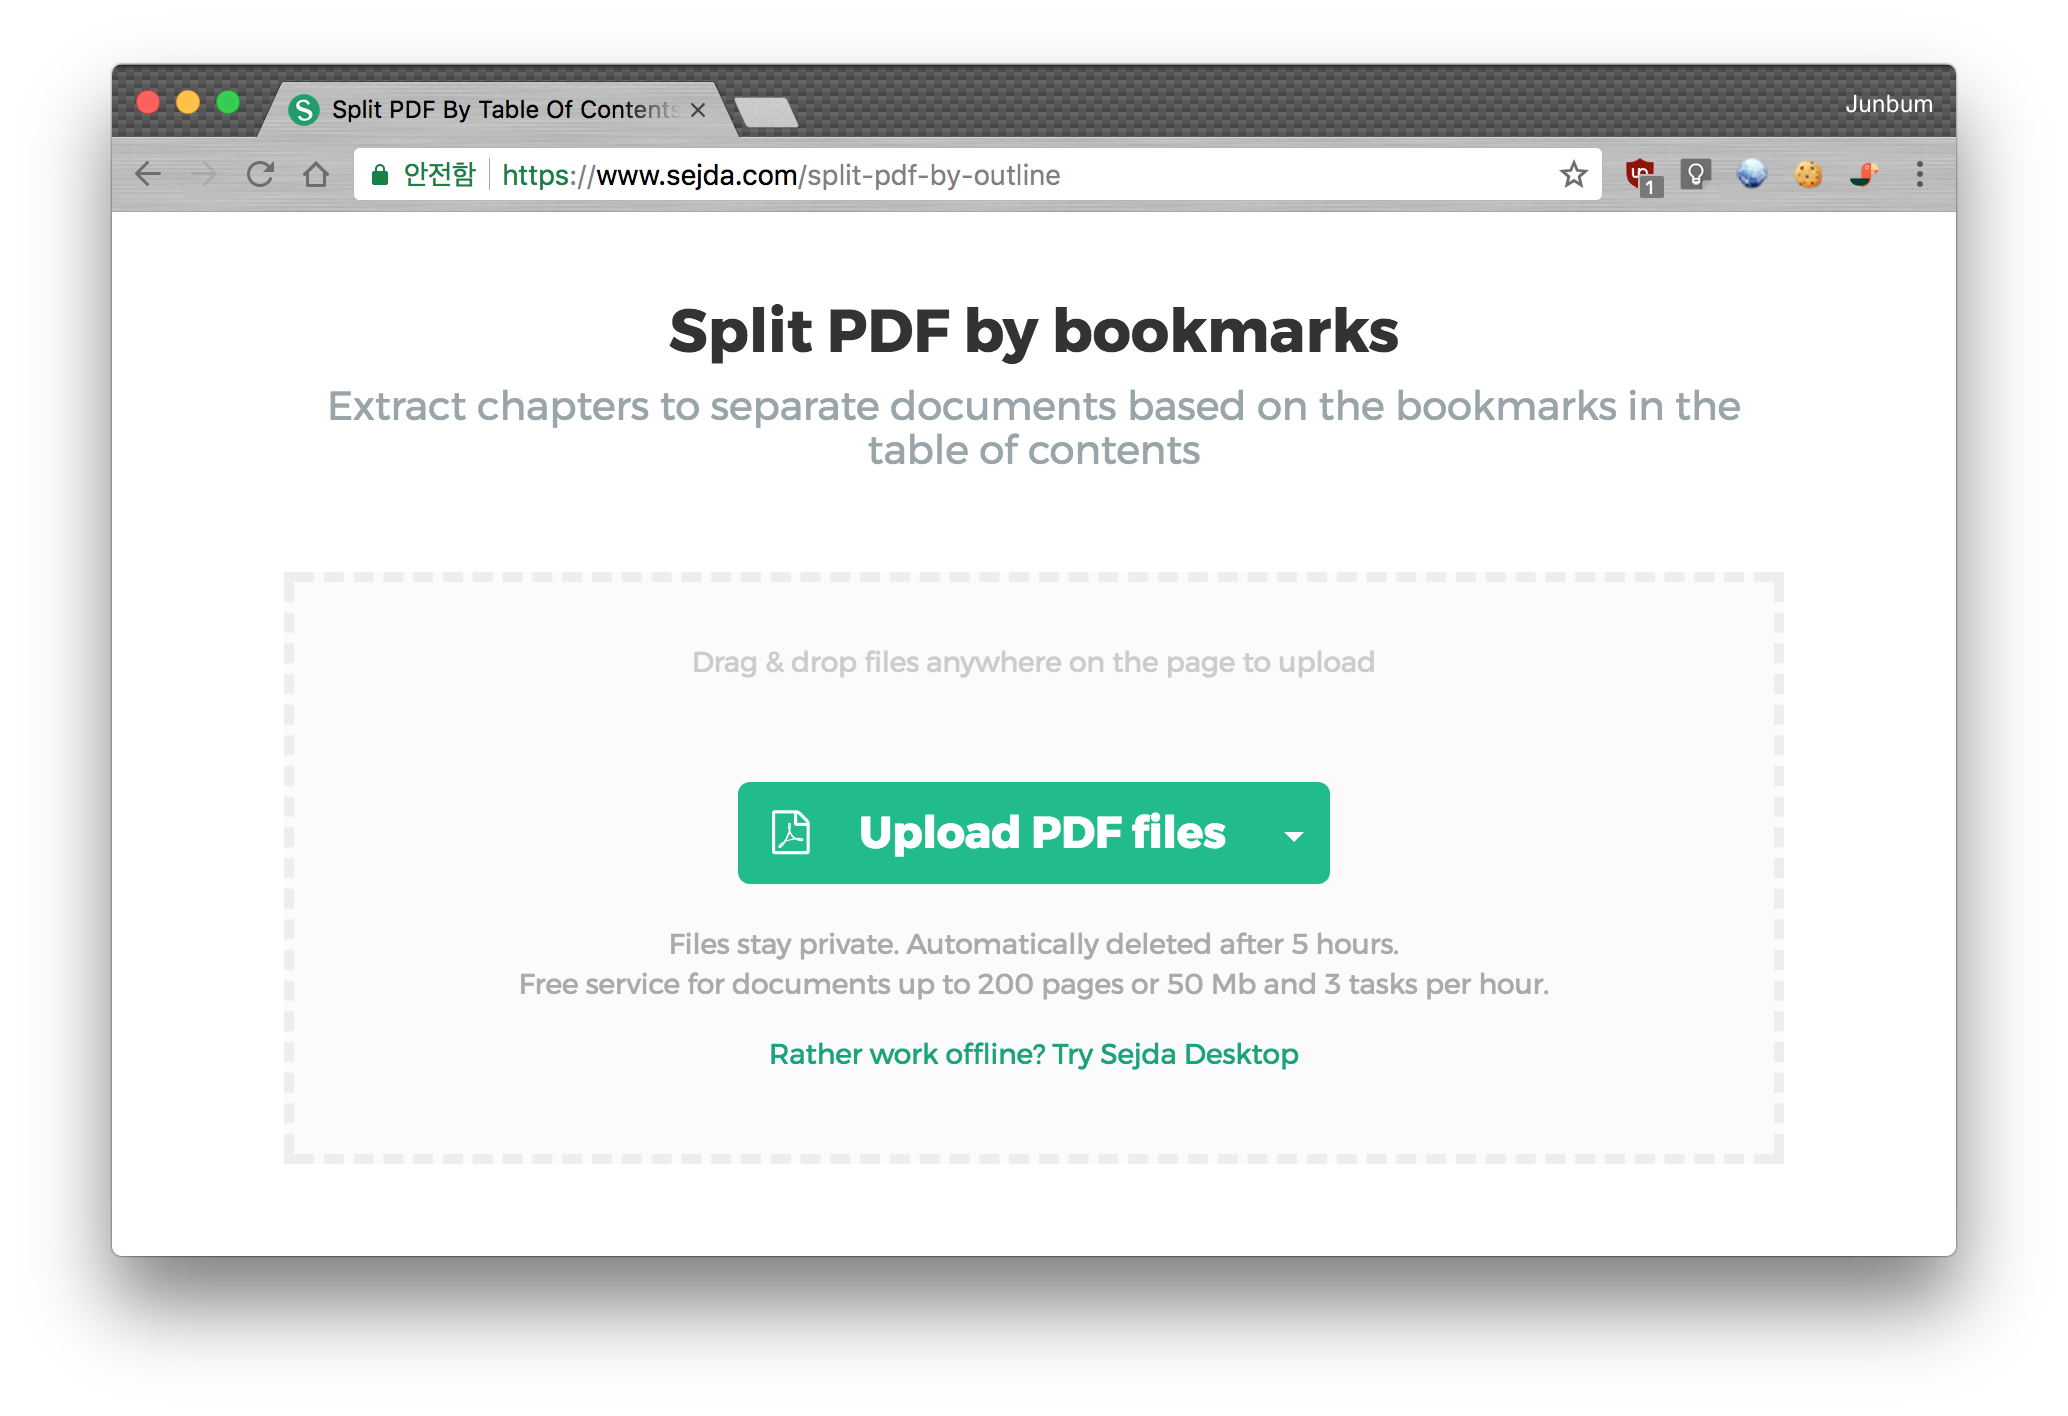 Split PDF By Table Of Contents
Junbum
안전함 https://www.sejda.com/split-pdf-by-outline
1
Split PDF by bookmarks
Extract chapters to separate documents based on the bookmarks in the
table of contents
Drag & drop files anywhere on the page to upload
Upload PDF files
Files stay private. Automatically deleted after 5 hours.
Free service for documents up to 200 pages or 50 Mb and 3 tasks per hour.
Rather work offline? Try Sejda Desktop